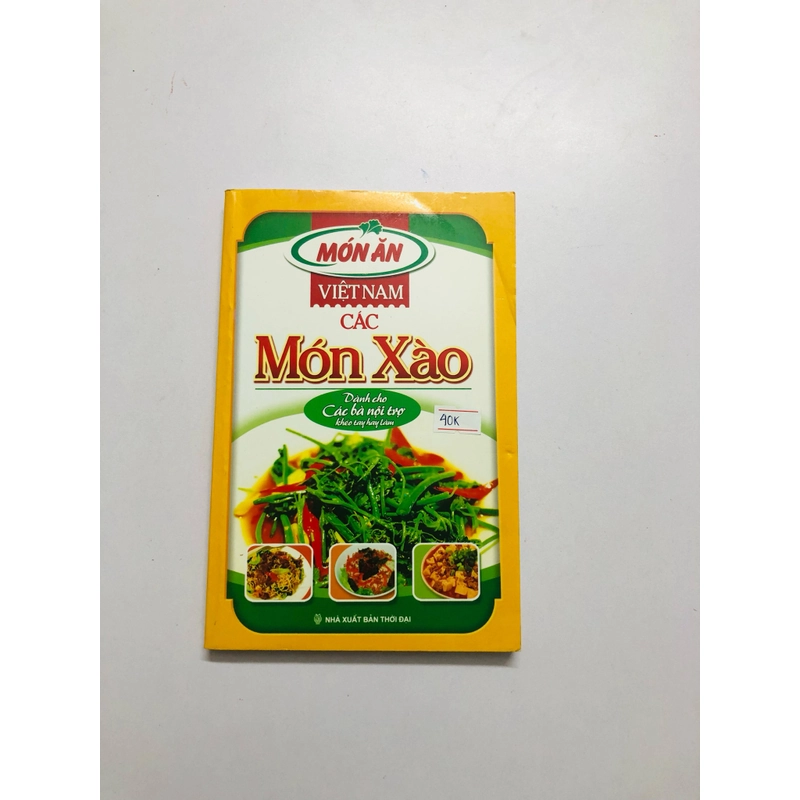 MÓN ĂN
VIỆT NAM
CÁC
Món Xào
Dành cho
Các bà nội trợ
khéo tay hay làm
40K
NHÀ XUẤT BẢN THỜI ĐẠI